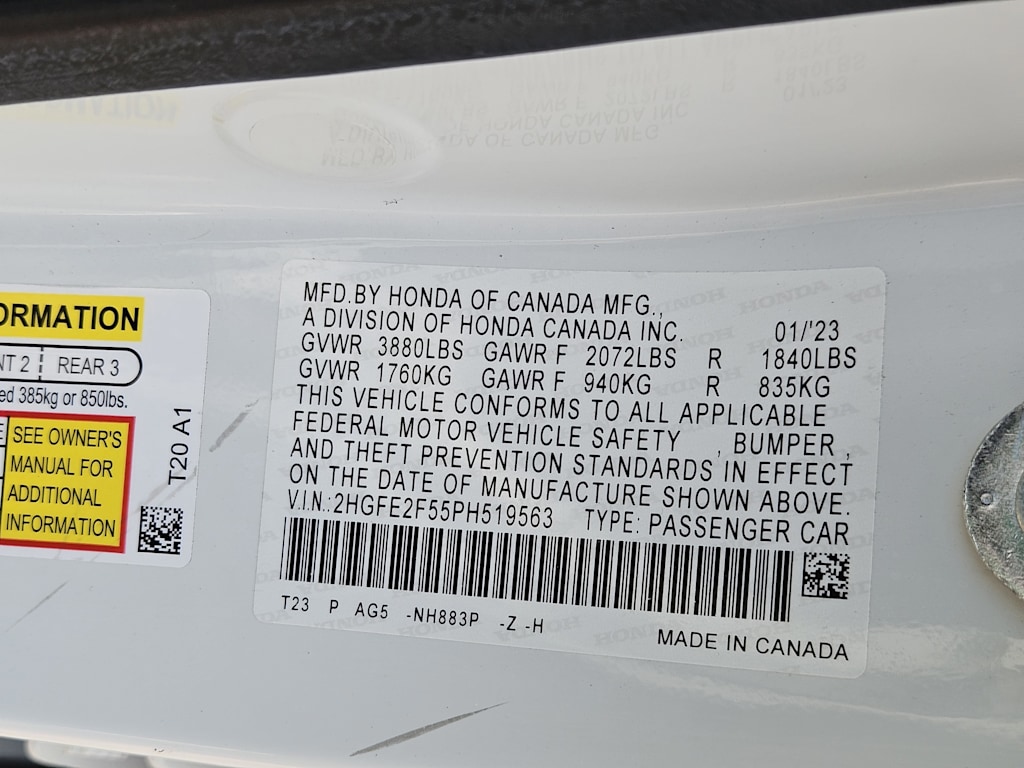 ORMATION
NT 2 REAR 3
ed 385kg or 850lbs.
SEE OWNER'S
MANUAL FOR
ADDITIONAL
INFORMATION
T20 A1
MFD.BY HONDA OF CANADA MFG.,
A DIVISION OF HONDA CANADA INC. 01/'23
GVWR 3880LBS GAWR F 2072LBS R 1840LBS
GVWR 1760KG GAWR F 940KG R 835KG
THIS VEHICLE CONFORMS TO ALL APPLICABLE
FEDERAL MOTOR VEHICLE SAFETY , BUMPER ,
AND THEFT PREVENTION STANDARDS IN EFFECT
ON THE DATE OF MANUFACTURE SHOWN ABOVE.
V.I.N.:2HGFE2F55PH519563 TYPE: PASSENGER CAR
T23 P AG5 -NH883P -Z -H
MADE IN CANADA